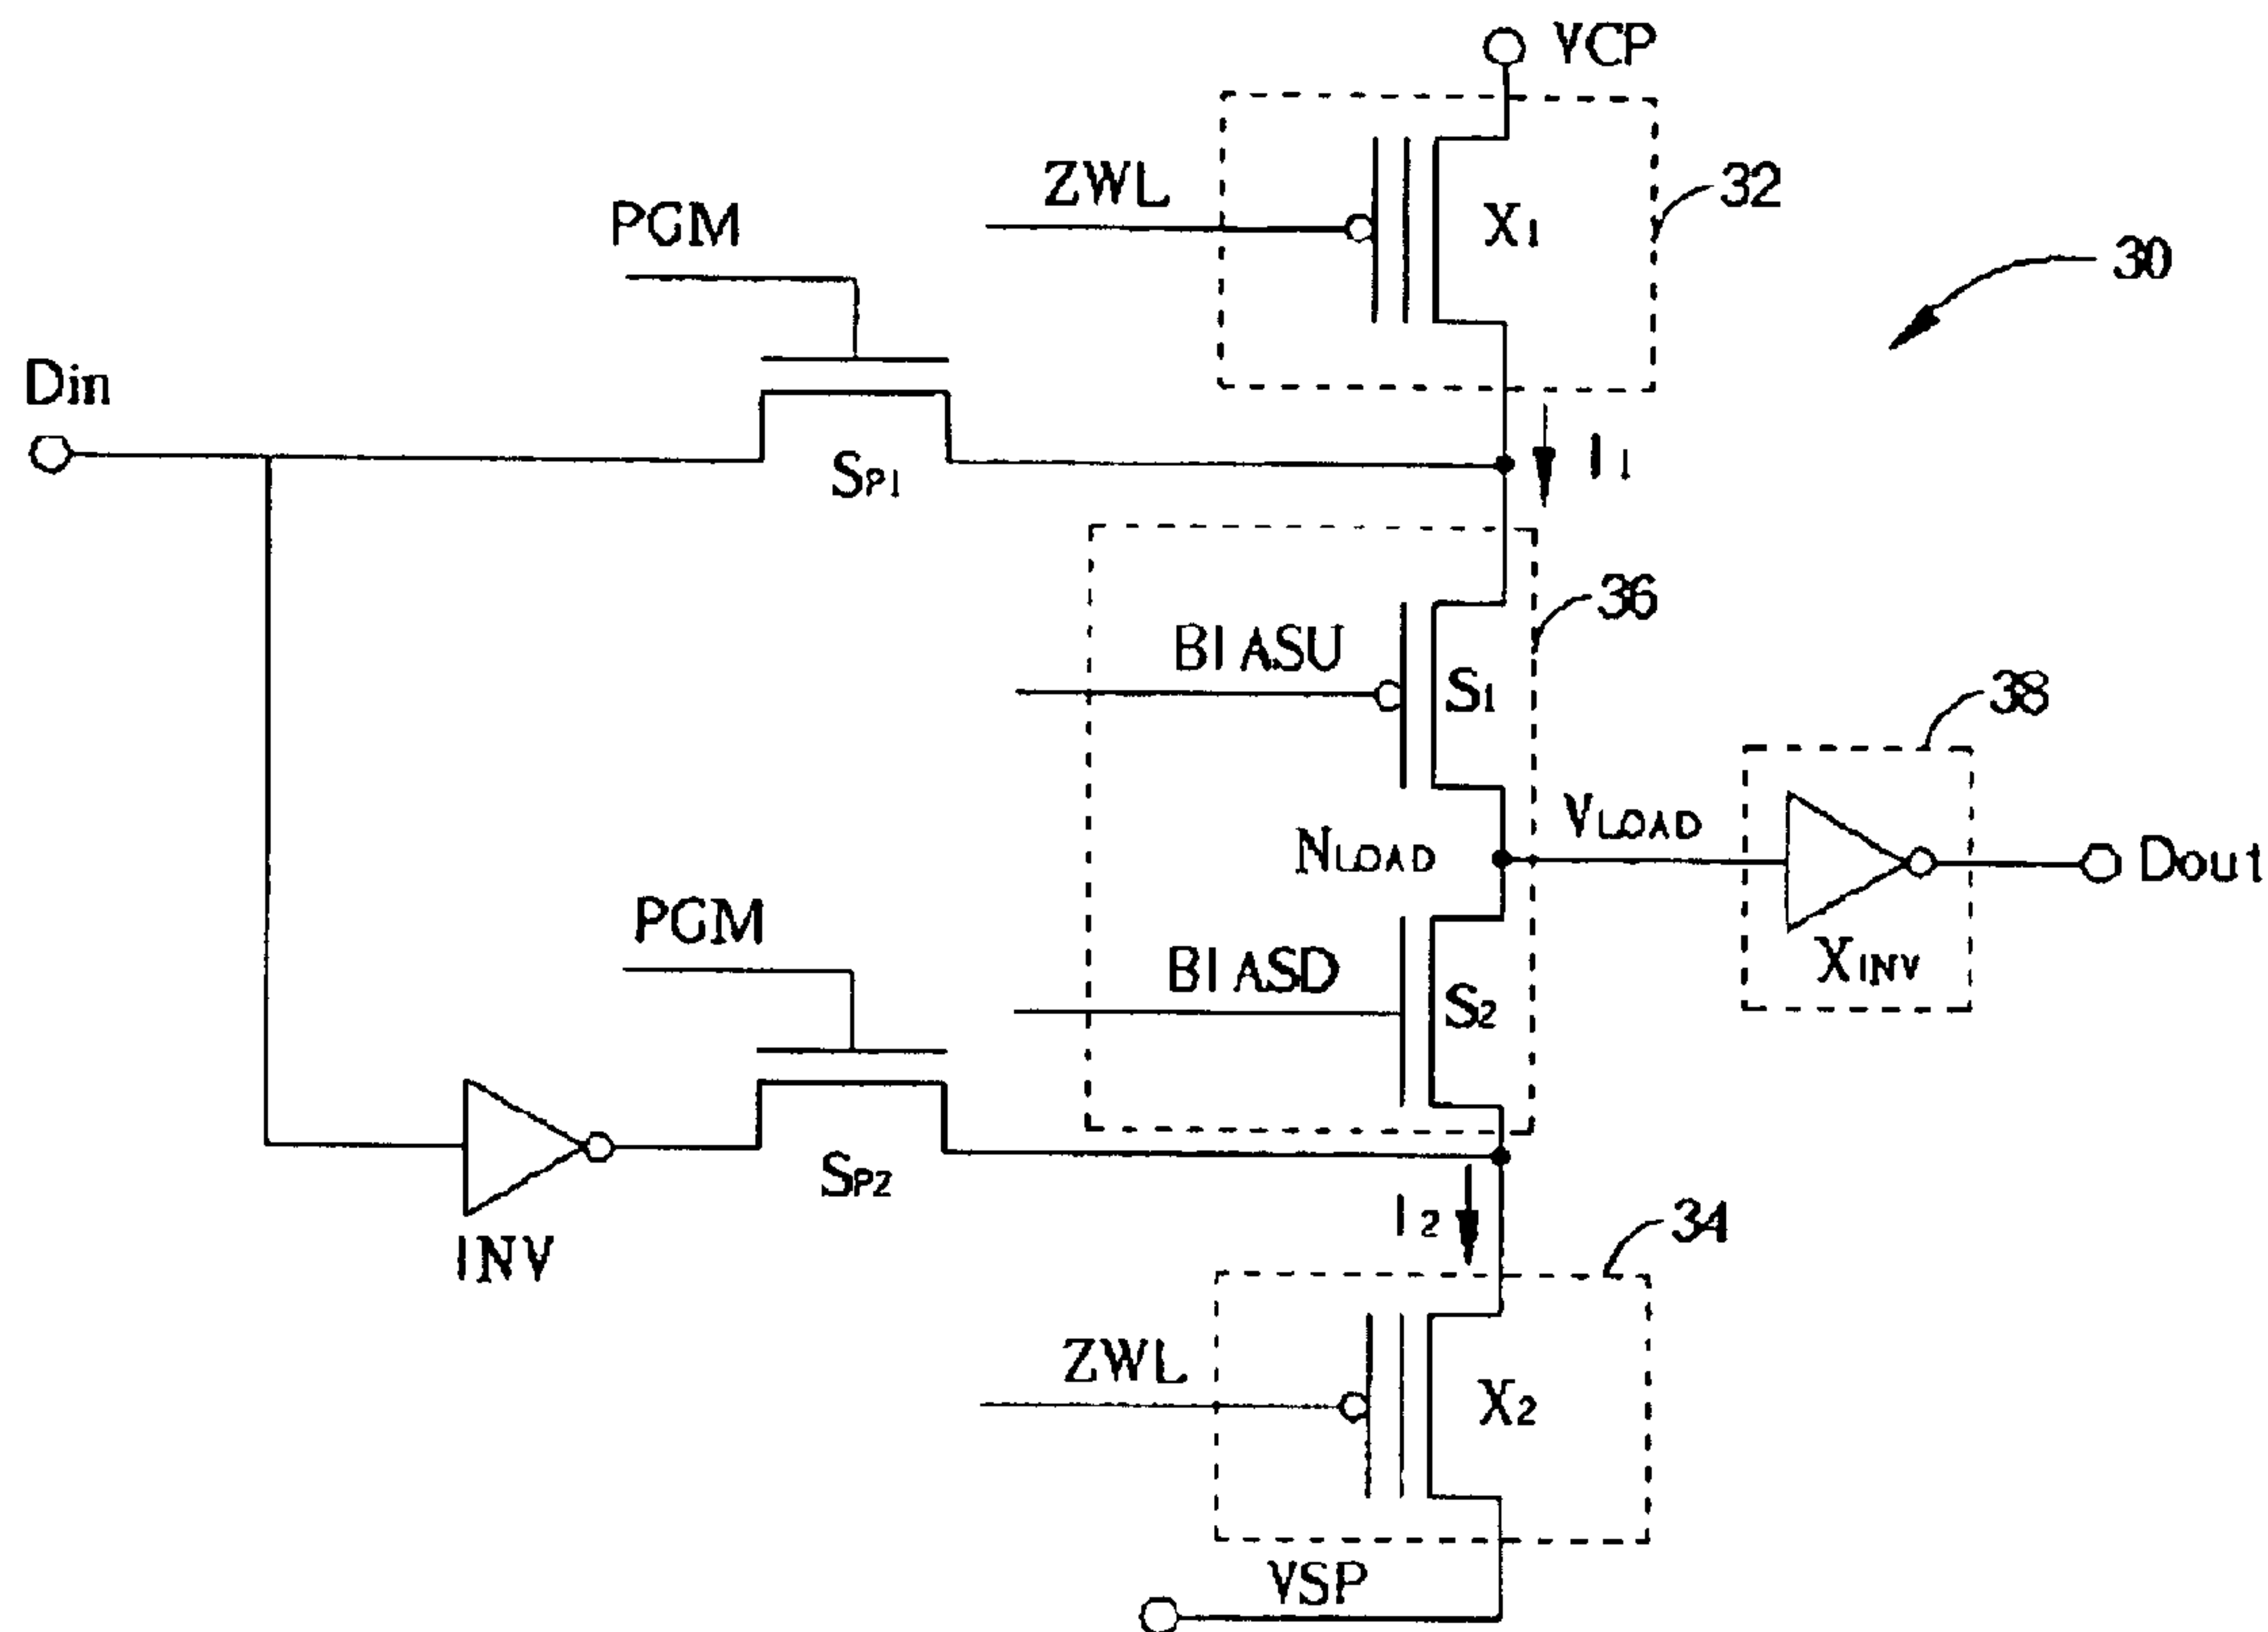 VCP
ZWL
X1
32
PGM
30
Din
SP1
I1
36
BIASU
S1
38
NLOAD
VLOAD
Dout
XINV
PGM
BIASD
S2
SP2
INV
I2
34
ZWL
X2
VSP